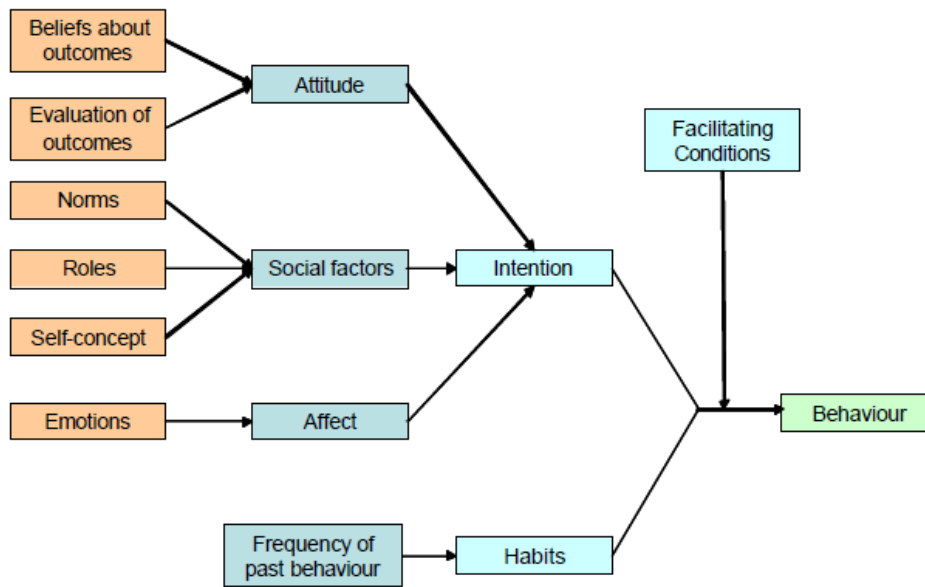 Beliefs about
outcomes
Evaluation of
outcomes
Norms
Roles
Self-concept
Emotions
Attitude
Social factors
Affect
Frequency of
past behaviour
Intention
Habits
Facilitating
Conditions
Behaviour